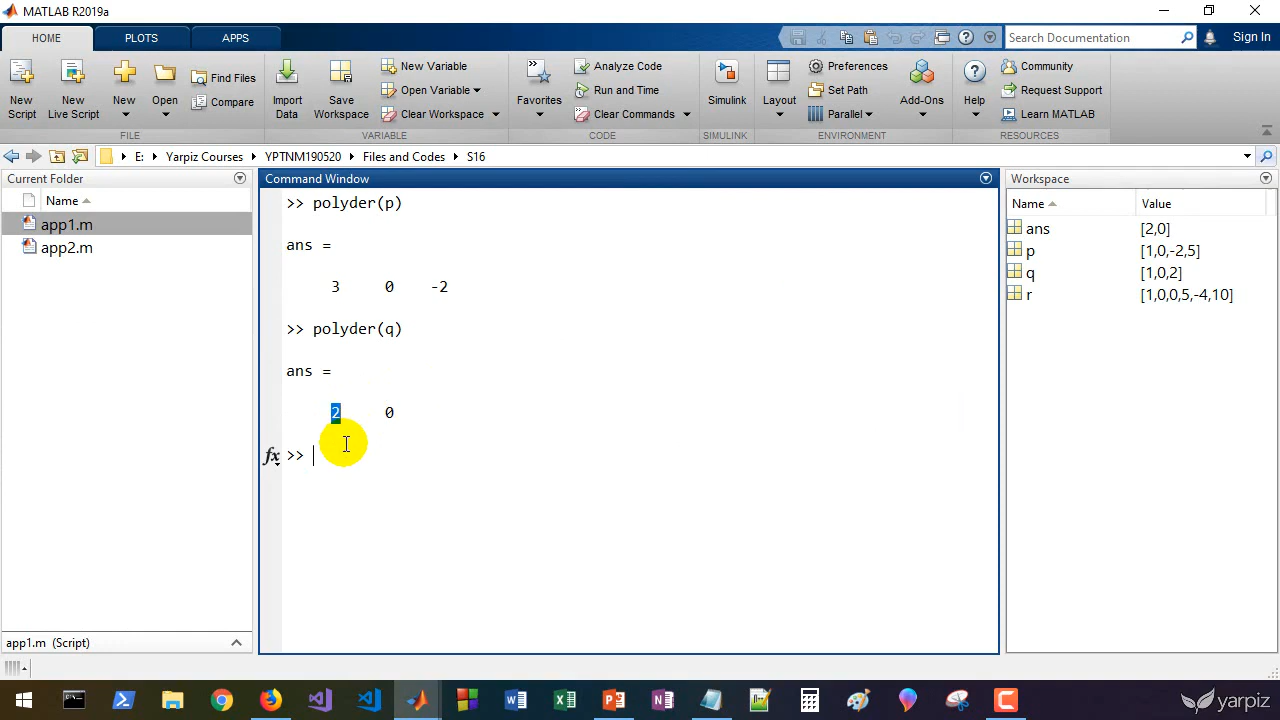 MATLAB R2019a
HOME PLOTS APPS
Search Documentation
Sign In
New Script
New Live Script
New
Open
Find Files
Compare
FILE
Import Data
Save Workspace
New Variable
Open Variable
Clear Workspace
VARIABLE
Favorites
Analyze Code
Run and Time
Clear Commands
CODE
Simulink
SIMULINK
Layout
Preferences
Set Path
Parallel
Add-Ons
ENVIRONMENT
Help
Community
Request Support
Learn MATLAB
RESOURCES
E: Yarpiz Courses YPTNM190520 Files and Codes S16
Current Folder
Name
app1.m
app2.m
app1.m (Script)
Command Window
>> polyder(p)
ans =
3 0 -2
>> polyder(q)
ans =
2 0
fx >>
Workspace
Name Value
ans [2,0]
p [1,0,-2,5]
q [1,0,2]
r [1,0,0,5,-4,10]
yarpiz